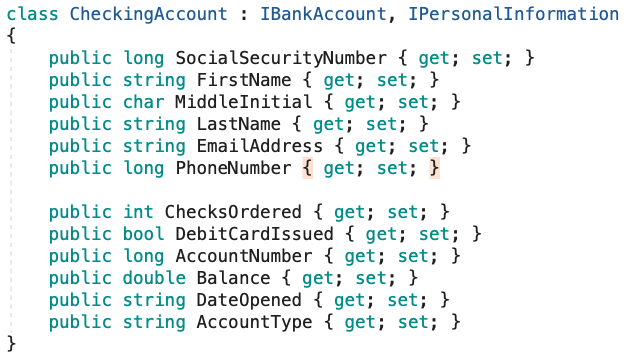 class CheckingAccount : IBankAccount, IPersonalInformation
{
    public long SocialSecurityNumber { get; set; }
    public string FirstName { get; set; }
    public char MiddleInitial { get; set; }
    public string LastName { get; set; }
    public string EmailAddress { get; set; }
    public long PhoneNumber { get; set; }

    public int ChecksOrdered { get; set; }
    public bool DebitCardIssued { get; set; }
    public long AccountNumber { get; set; }
    public double Balance { get; set; }
    public string DateOpened { get; set; }
    public string AccountType { get; set; }
}